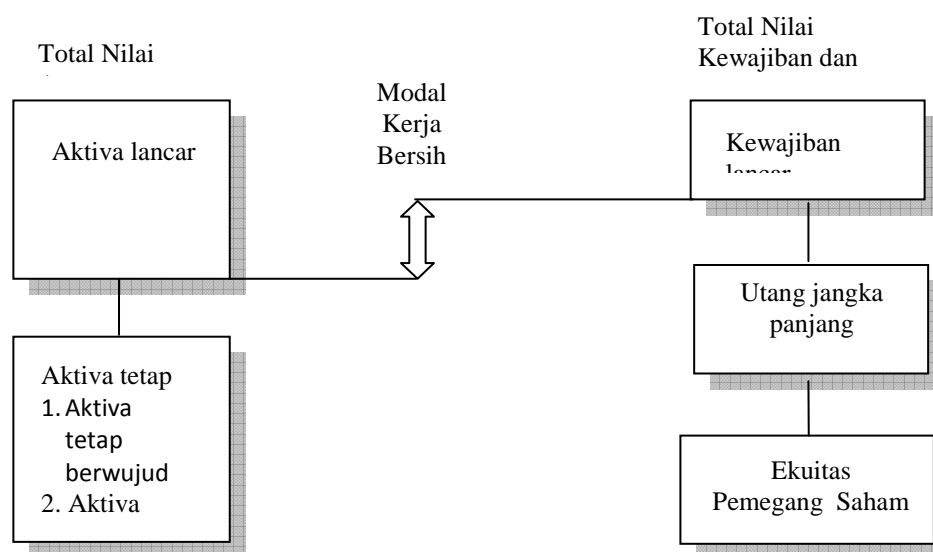 Total Nilai
Modal
Kerja
Bersih
Total Nilai
Kewajiban dan
Aktiva lancar
Kewajiban
lancar
Utang jangka
panjang
Aktiva tetap
1. Aktiva
tetap
berwujud
2. Aktiva
Ekuitas
Pemegang Saham